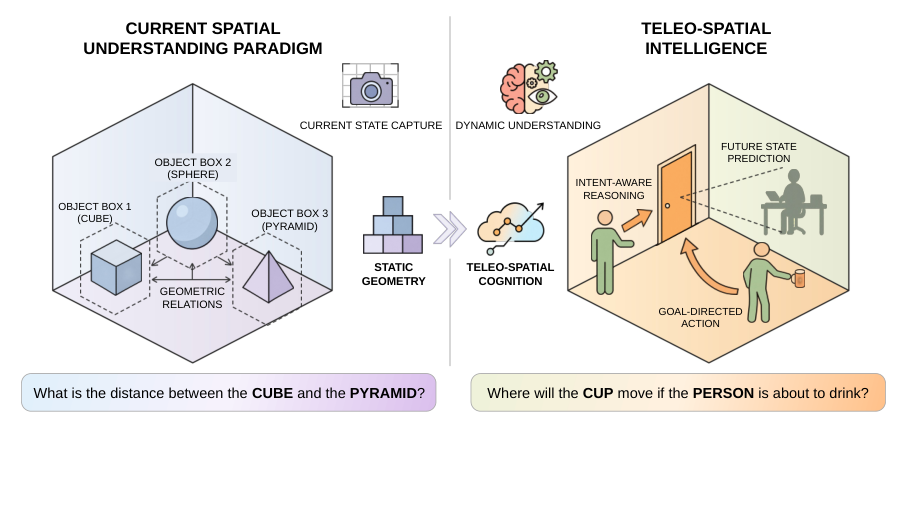 CURRENT SPATIAL
UNDERSTANDING PARADIGM
CURRENT STATE CAPTURE
OBJECT BOX 2
(SPHERE)
OBJECT BOX 1
(CUBE)
OBJECT BOX 3
(PYRAMID)
GEOMETRIC
RELATIONS
STATIC
GEOMETRY
What is the distance between the CUBE and the PYRAMID?
TELEO-SPATIAL
INTELLIGENCE
DYNAMIC UNDERSTANDING
TELEO-SPATIAL
COGNITION
FUTURE STATE
PREDICTION
INTENT-AWARE
REASONING
GOAL-DIRECTED
ACTION
Where will the CUP move if the PERSON is about to drink?